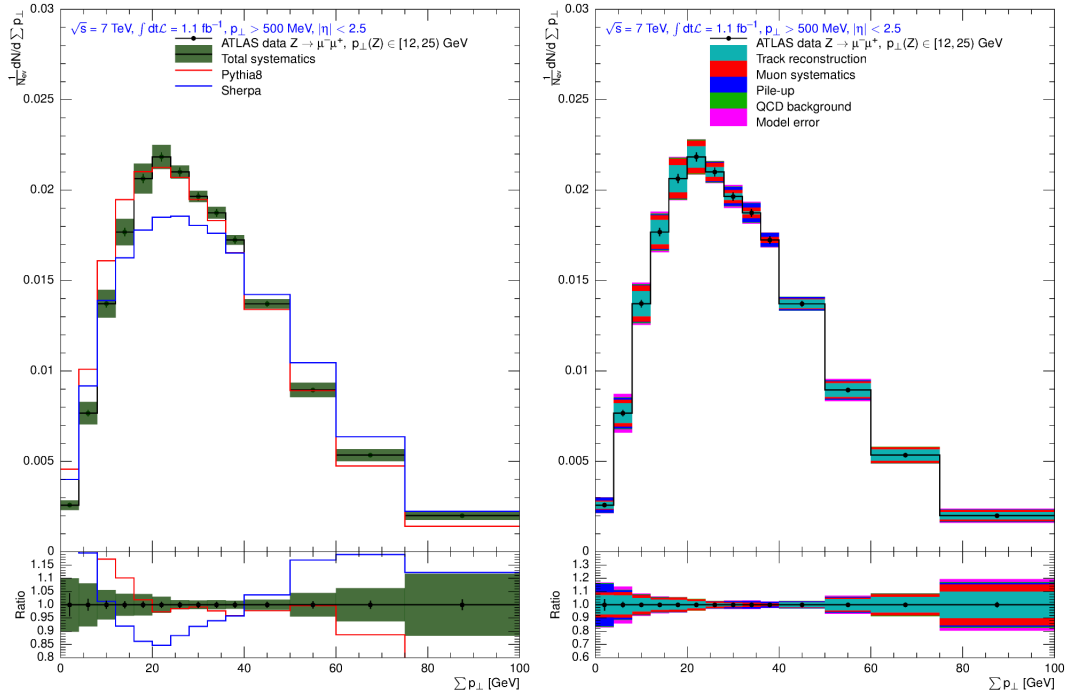 √s = 7 TeV, ∫ dtℒ = 1.1 fb⁻¹, p⊥ > 500 MeV, |η| < 2.5
ATLAS data Z → μ⁻μ⁺, p⊥(Z) ∈ [12, 25) GeV
Total systematics
Pythia8
Sherpa
1/N_ev dN/d ∑ p⊥
0.03
0.025
0.02
0.015
0.01
0.005
0
1.15
1.1
1.05
1.0
0.95
0.90
0.85
0.8
Ratio
0 20 40 60 80 100
∑ p⊥ [GeV]
√s = 7 TeV, ∫ dtℒ = 1.1 fb⁻¹, p⊥ > 500 MeV, |η| < 2.5
ATLAS data Z → μ⁻μ⁺, p⊥(Z) ∈ [12, 25) GeV
Track reconstruction
Muon systematics
Pile-up
QCD background
Model error
1/N_ev dN/d ∑ p⊥
0.03
0.025
0.02
0.015
0.01
0.005
0
1.3
1.2
1.1
1.0
0.9
0.8
0.7
0.6
Ratio
0 20 40 60 80 100
∑ p⊥ [GeV]